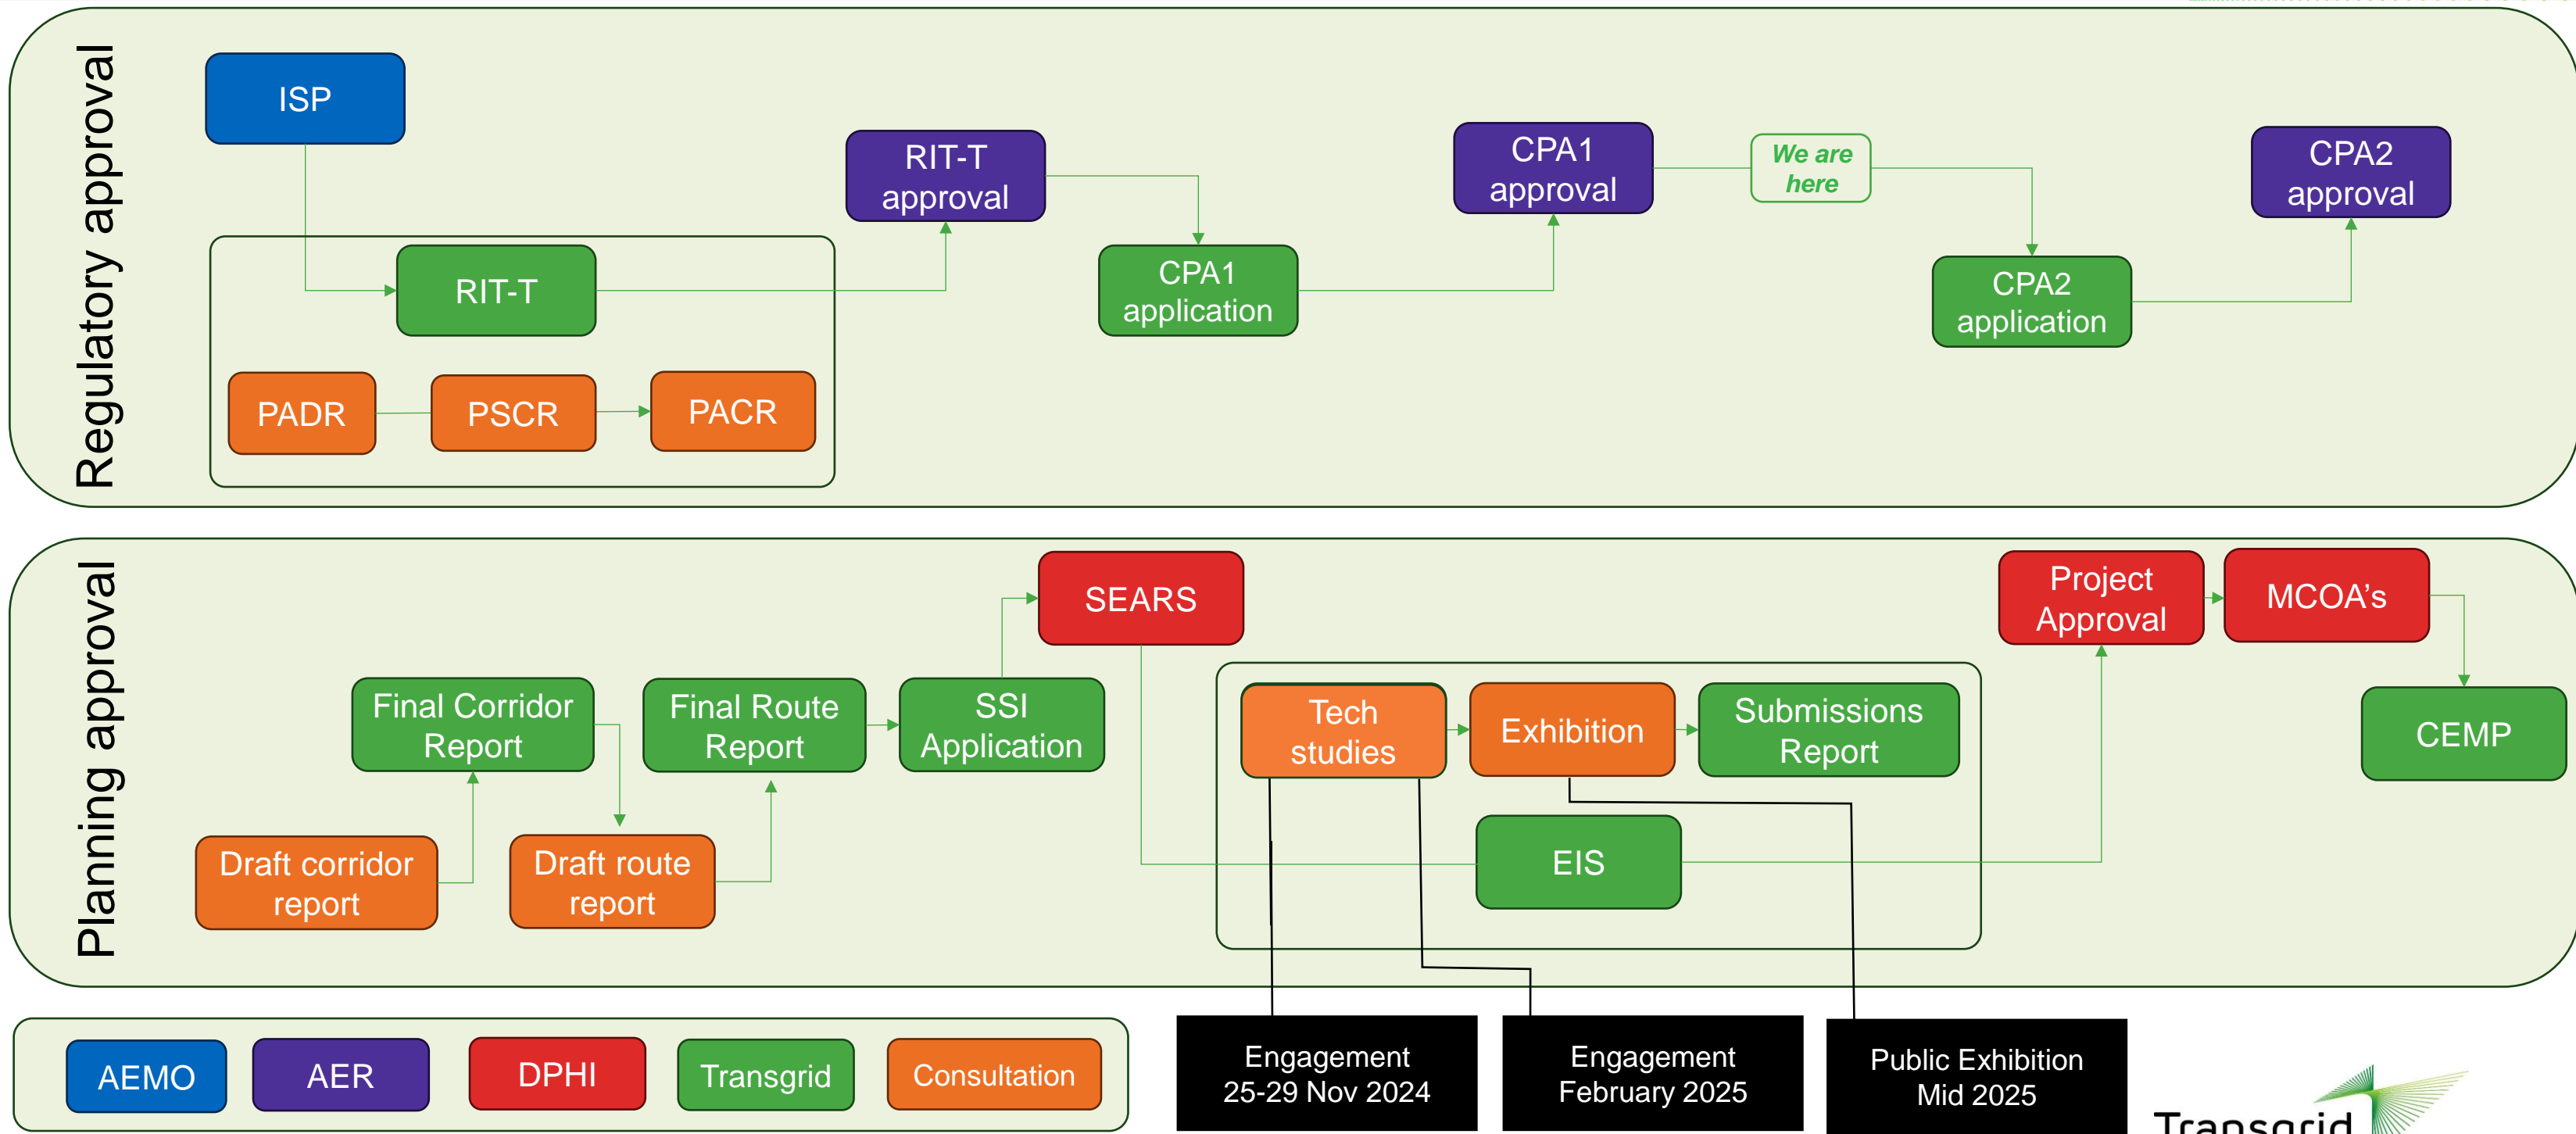 Regulatory approval
ISP
RIT-T
approval
CPA1
approval
We are
here
CPA2
approval
RIT-T
CPA1
application
CPA2
application
PADR
PSCR
PACR
Planning approval
SEARS
Project
Approval
MCOA’s
Final Corridor
Report
Final Route
Report
SSI
Application
Tech
studies
Exhibition
Submissions
Report
CEMP
Draft corridor
report
Draft route
report
EIS
AEMO
AER
DPHI
Transgrid
Consultation
Engagement
25-29 Nov 2024
Engagement
February 2025
Public Exhibition
Mid 2025
Transgrid